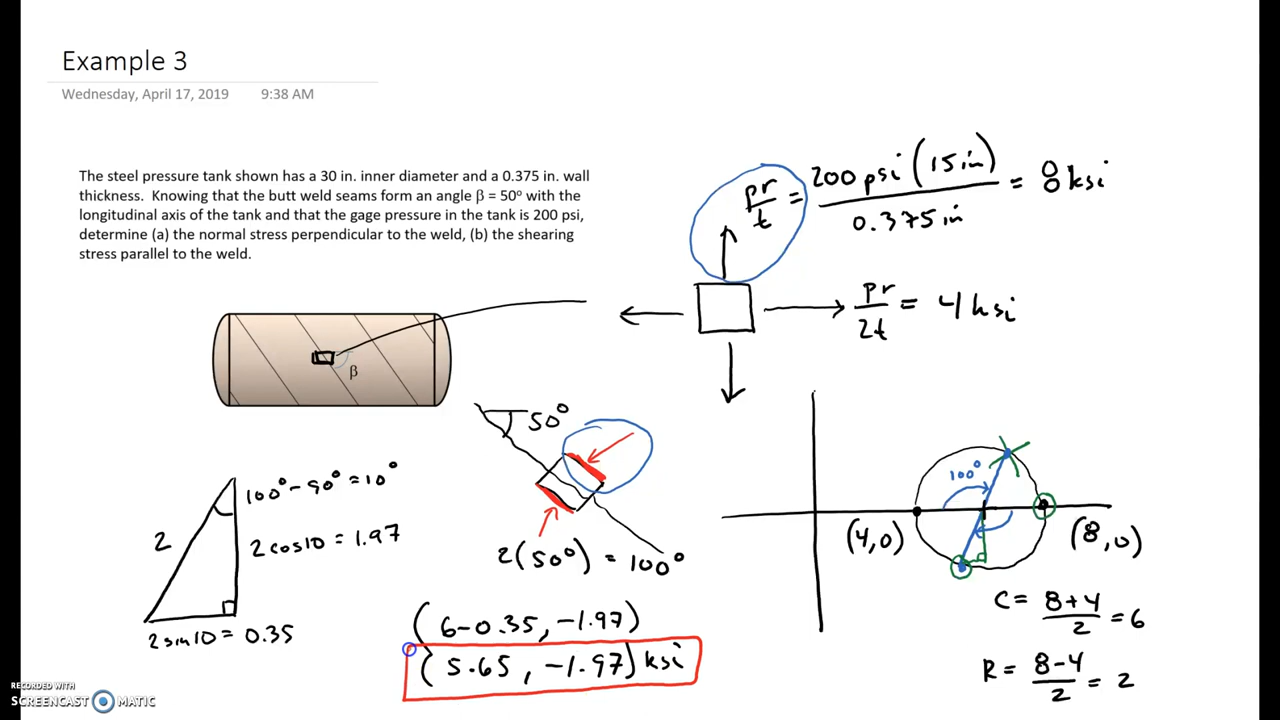 Example 3
Wednesday, April 17, 2019 9:38 AM
The steel pressure tank shown has a 30 in. inner diameter and a 0.375 in. wall
thickness. Knowing that the butt weld seams form an angle β = 50° with the
longitudinal axis of the tank and that the gage pressure in the tank is 200 psi,
determine (a) the normal stress perpendicular to the weld, (b) the shearing
stress parallel to the weld.
pr/t = 200 psi (15 in)/0.375 in = 8 ksi
pr/2t = 4 ksi
β
50°
2(50°) = 100°
100° - 90° = 10°
2
2cos10 = 1.97
2sin10 = 0.35
100°
(4,0)
(8,0)
C = 8+4/2 = 6
R = 8-4/2 = 2
(6-0.35, -1.97)
(5.65, -1.97) ksi
RECORDED WITH
SCREENCAST MATIC